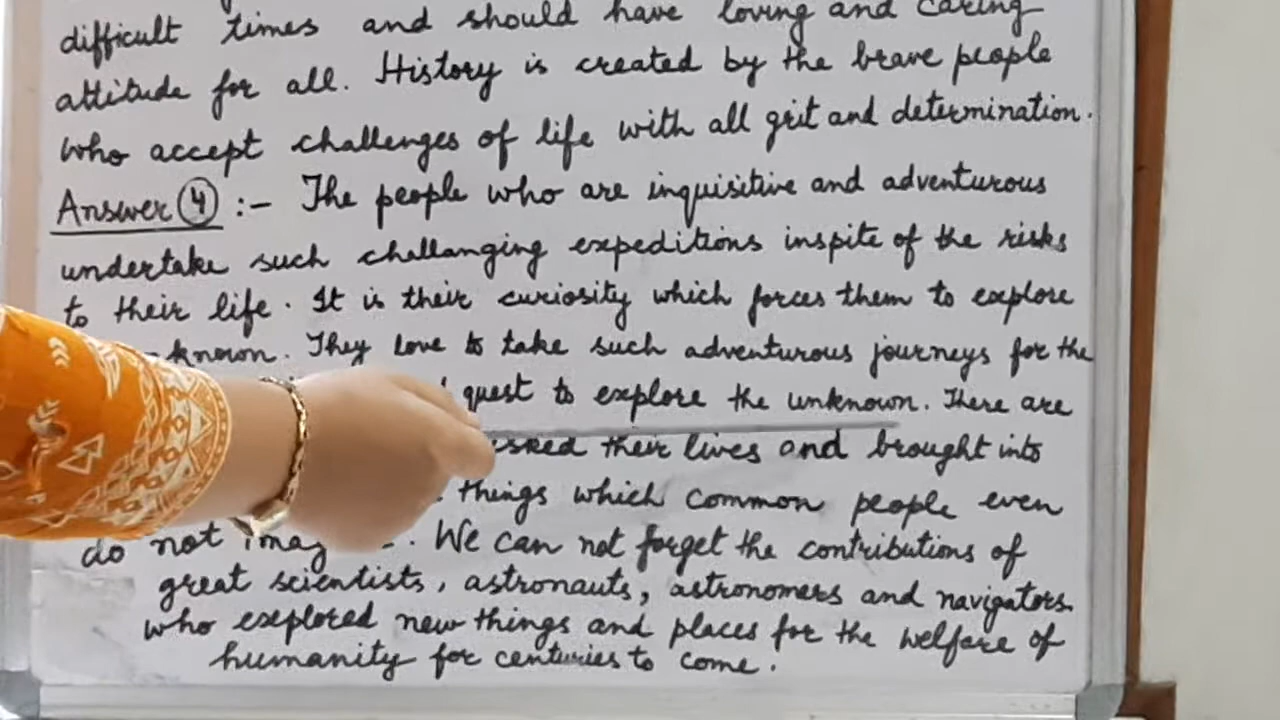 difficult times and should have loving and caring
attitude for all. History is created by the brave people
who accept challenges of life with all grit and determination.
Answer 4 :- The people who are inquisitive and adventurous
undertake such challanging expeditions inspite of the risks
to their life. It is their curiosity which forces them to explore
known. They love to take such adventurous journeys for the
quest to explore the unknown. There are
their lives and brought into
things which common people even
do not . We can not forget the contributions of
great scientists, astronauts, astronomers and navigators.
who explored new things and places for the welfare of
humanity for centuries to come.